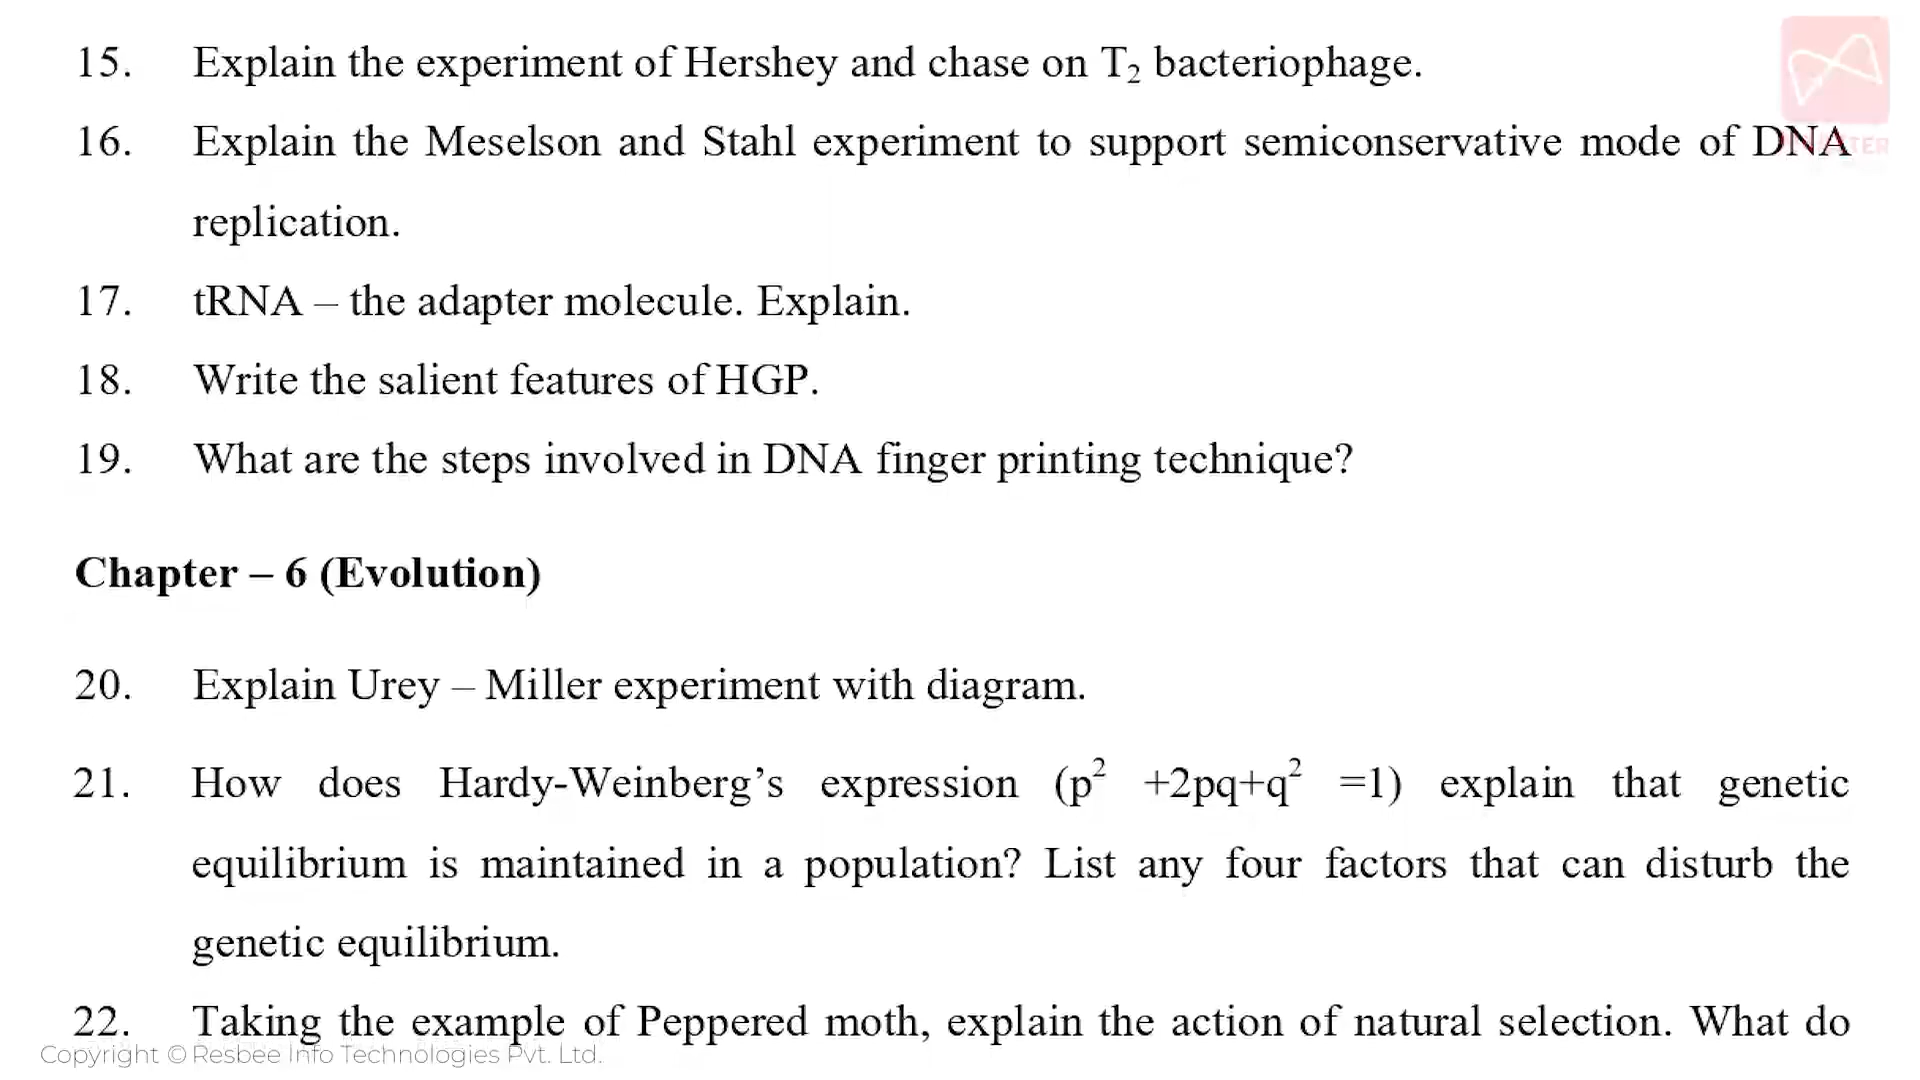 15. Explain the experiment of Hershey and chase on T₂ bacteriophage.
16. Explain the Meselson and Stahl experiment to support semiconservative mode of DNA
replication.
17. tRNA – the adapter molecule. Explain.
18. Write the salient features of HGP.
19. What are the steps involved in DNA finger printing technique?
Chapter – 6 (Evolution)
20. Explain Urey – Miller experiment with diagram.
21. How does Hardy-Weinberg’s expression (p² +2pq+q² =1) explain that genetic
equilibrium is maintained in a population? List any four factors that can disturb the
genetic equilibrium.
22. Taking the example of Peppered moth, explain the action of natural selection. What do
Copyright © Resbee Info Technologies Pvt. Ltd.